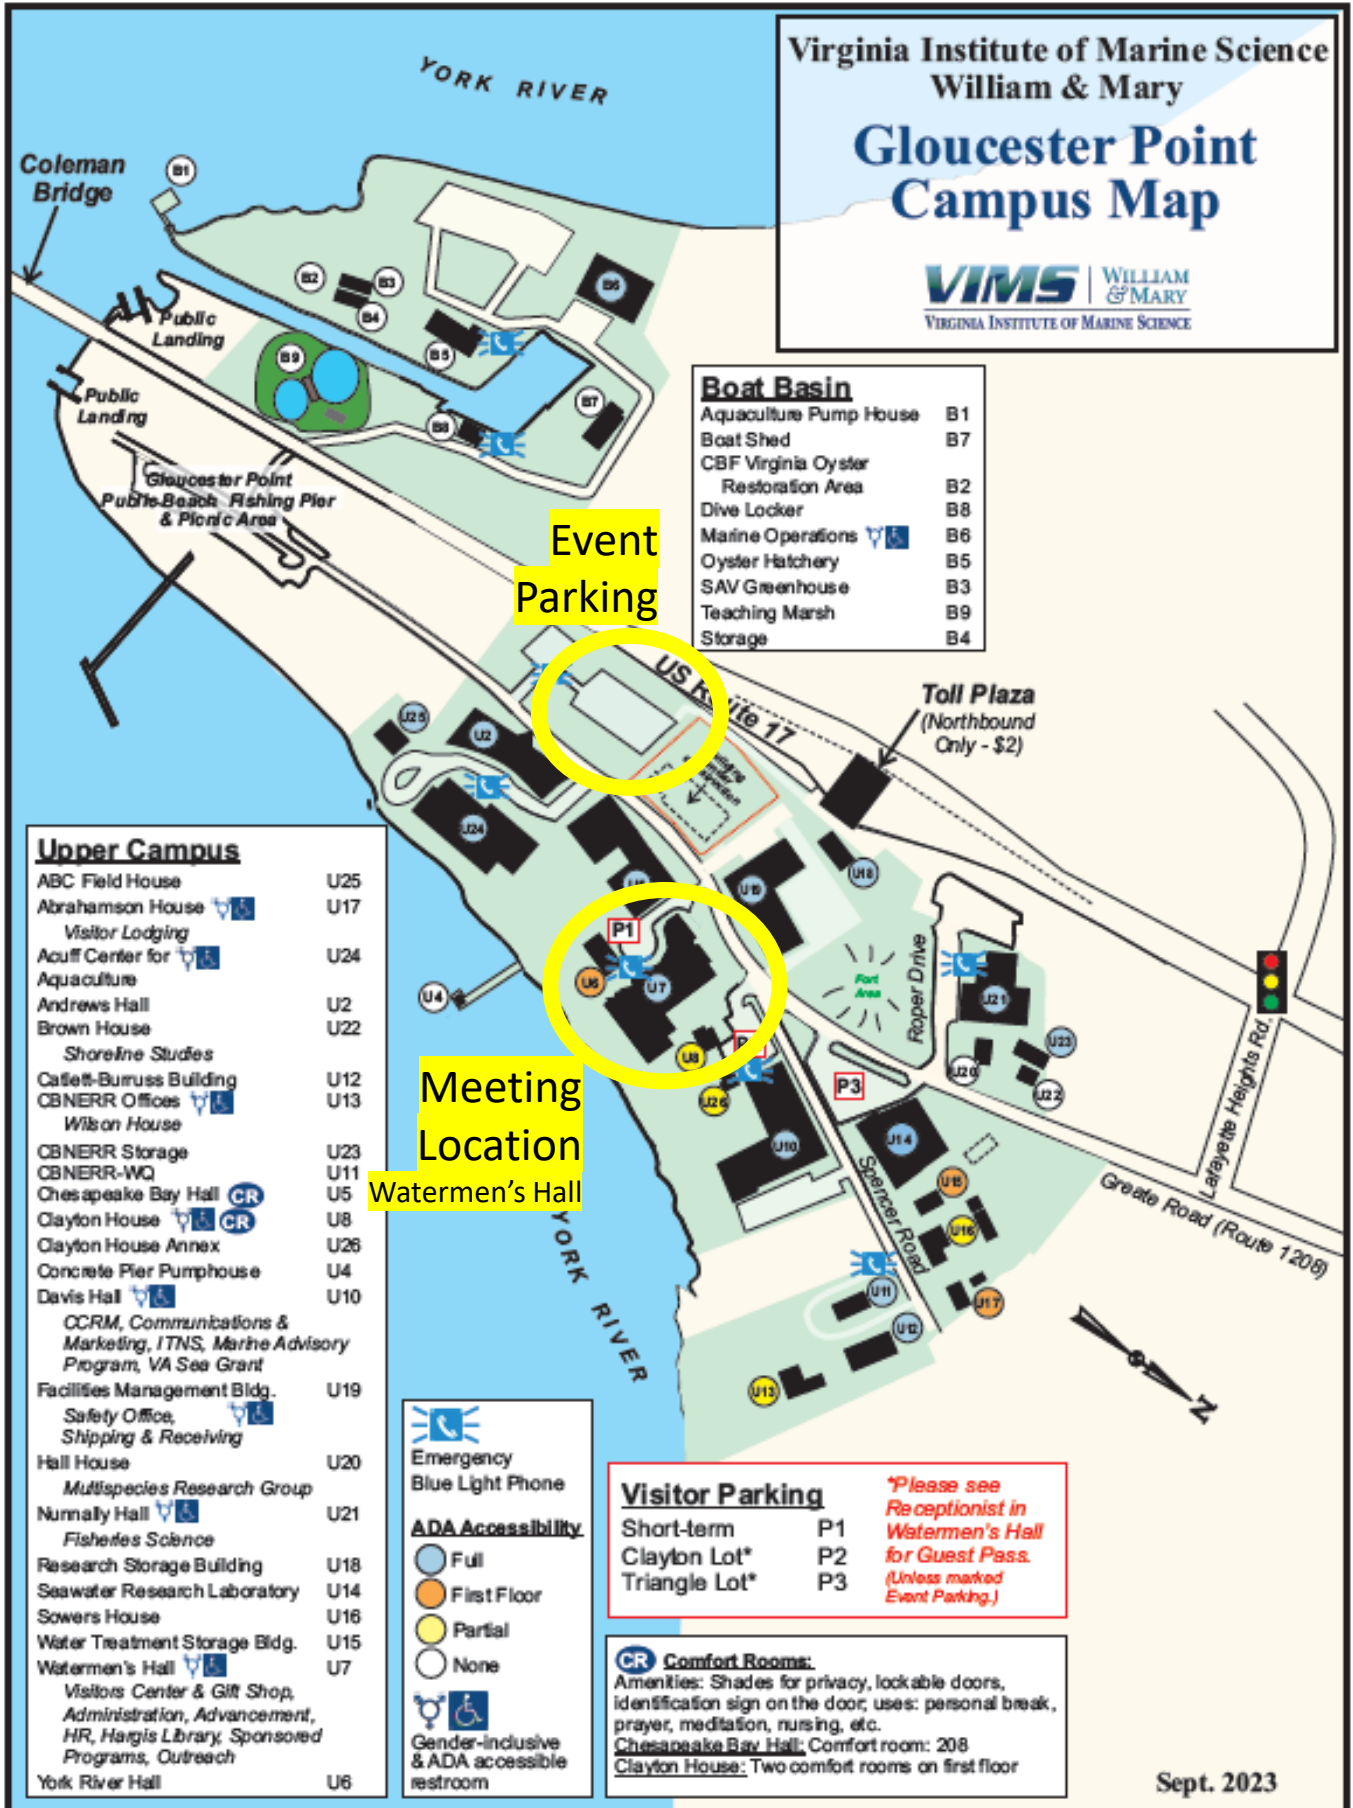 Virginia Institute of Marine Science
William & Mary
Gloucester Point
Campus Map
VIMS
WILLIAM
& MARY
VIRGINIA INSTITUTE OF MARINE SCIENCE
YORK RIVER
Coleman
Bridge
B1
B2
B3
B4
B5
B6
B7
B8
B9
Public
Landing
Public
Landing
Gloucester Point
Public Beach Fishing Pier
& Picnic Area
Boat Basin
Aquaculture Pump House B1
Boat Shed B7
CBF Virginia Oyster
Restoration Area B2
Dive Locker B8
Marine Operations B6
Oyster Hatchery B5
SAV Greenhouse B3
Teaching Marsh B9
Storage B4
Event
Parking
US Route 17
Toll Plaza
(Northbound
Only - $2)
U25
U2
U24
U19
U18
P1
U6
U7
U4
U8
U26
U10
P3
U14
Fort
Area
Roper Drive
U21
U20
U23
U22
Lafayette Heights Rd.
Greate Road (Route 1208)
Spencer Road
U15
U16
U17
U11
U12
U13
N
Meeting
Location
Watermen's Hall
YORK RIVER
Upper Campus
ABC Field House U25
Abrahamson House U17
Visitor Lodging
Acuff Center for U24
Aquaculture
Andrews Hall U2
Brown House U22
Shoreline Studies
Catlett-Burruss Building U12
CBNERR Offices U13
Wilson House
CBNERR Storage U23
CBNERR-WQ U11
Chesapeake Bay Hall CR U5
Clayton House CR U8
Clayton House Annex U26
Concrete Pier Pumphouse U4
Davis Hall U10
CCRM, Communications &
Marketing, ITNS, Marine Advisory
Program, VA Sea Grant
Facilities Management Bldg. U19
Safety Office,
Shipping & Receiving
Hall House U20
Multispecies Research Group
Nunnally Hall U21
Fisheries Science
Research Storage Building U18
Seawater Research Laboratory U14
Sowers House U16
Water Treatment Storage Bldg. U15
Watermen's Hall U7
Visitors Center & Gift Shop,
Administration, Advancement,
HR, Hargis Library, Sponsored
Programs, Outreach
York River Hall U6
Emergency
Blue Light Phone
ADA Accessibility
Full
First Floor
Partial
None
Gender-inclusive
& ADA accessible
restroom
Visitor Parking
Short-term P1
Clayton Lot* P2
Triangle Lot* P3
*Please see
Receptionist in
Watermen's Hall
for Guest Pass.
(Unless marked
Event Parking.)
CR Comfort Rooms:
Amenities: Shades for privacy, lockable doors,
identification sign on the door; uses: personal break,
prayer, meditation, nursing, etc.
Chesapeake Bay Hall: Comfort room: 208
Clayton House: Two comfort rooms on first floor
Sept. 2023